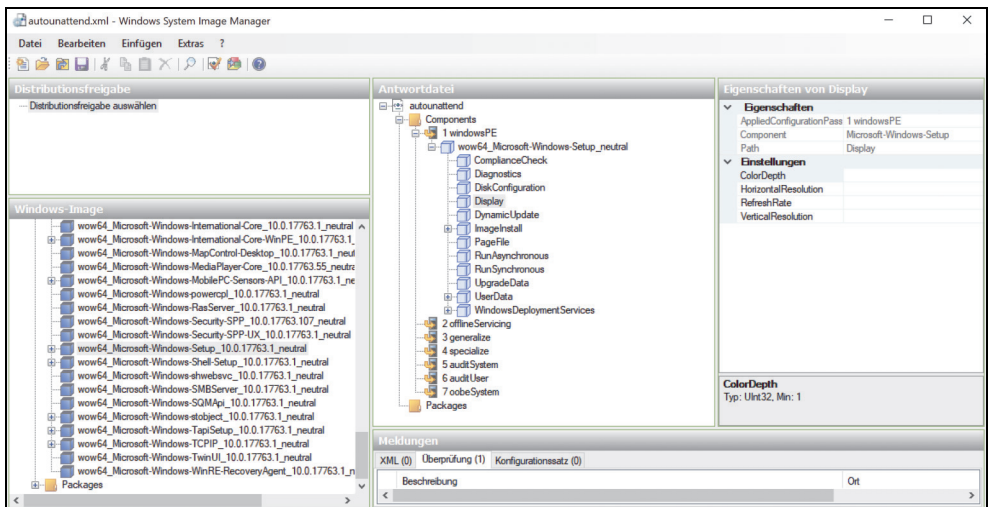 autounattend.xml - Windows System Image Manager
Datei Bearbeiten Einfügen Extras ?
Distributionsfreigabe
Distributionsfreigabe auswählen
Windows-Image
wow64_Microsoft-Windows-International-Core_10.0.17763.1_neutral
wow64_Microsoft-Windows-International-Core-WinPE_10.0.17763.1_
wow64_Microsoft-Windows-MapControl-Desktop_10.0.17763.1_neut
wow64_Microsoft-Windows-MediaPlayer-Core_10.0.17763.55_neutra
wow64_Microsoft-Windows-MobilePC-Sensors-API_10.0.17763.1_ne
wow64_Microsoft-Windows-powercpl_10.0.17763.1_neutral
wow64_Microsoft-Windows-RasServer_10.0.17763.1_neutral
wow64_Microsoft-Windows-Security-SPP_10.0.17763.107_neutral
wow64_Microsoft-Windows-Security-SPP-UX_10.0.17763.1_neutral
wow64_Microsoft-Windows-Setup_10.0.17763.1_neutral
wow64_Microsoft-Windows-Shell-Setup_10.0.17763.1_neutral
wow64_Microsoft-Windows-shwebsvc_10.0.17763.1_neutral
wow64_Microsoft-Windows-SMBServer_10.0.17763.1_neutral
wow64_Microsoft-Windows-SQMApi_10.0.17763.1_neutral
wow64_Microsoft-Windows-stobject_10.0.17763.1_neutral
wow64_Microsoft-Windows-TapiSetup_10.0.17763.1_neutral
wow64_Microsoft-Windows-TCPIP_10.0.17763.1_neutral
wow64_Microsoft-Windows-TwinUI_10.0.17763.1_neutral
wow64_Microsoft-Windows-WinRE-RecoveryAgent_10.0.17763.1_n
Packages
Antwortdatei
autounattend
Components
1 windowsPE
wow64_Microsoft-Windows-Setup_neutral
ComplianceCheck
Diagnostics
DiskConfiguration
Display
DynamicUpdate
ImageInstall
PageFile
RunAsynchronous
RunSynchronous
UpgradeData
UserData
WindowsDeploymentServices
2 offlineServicing
3 generalize
4 specialize
5 auditSystem
6 auditUser
7 oobeSystem
Packages
Eigenschaften von Display
Eigenschaften
AppliedConfigurationPass 1 windowsPE
Component Microsoft-Windows-Setup
Path Display
Einstellungen
ColorDepth
HorizontalResolution
RefreshRate
VerticalResolution
ColorDepth
Typ: UInt32, Min: 1
Meldungen
XML (0) Überprüfung (1) Konfigurationssatz (0)
Beschreibung Ort